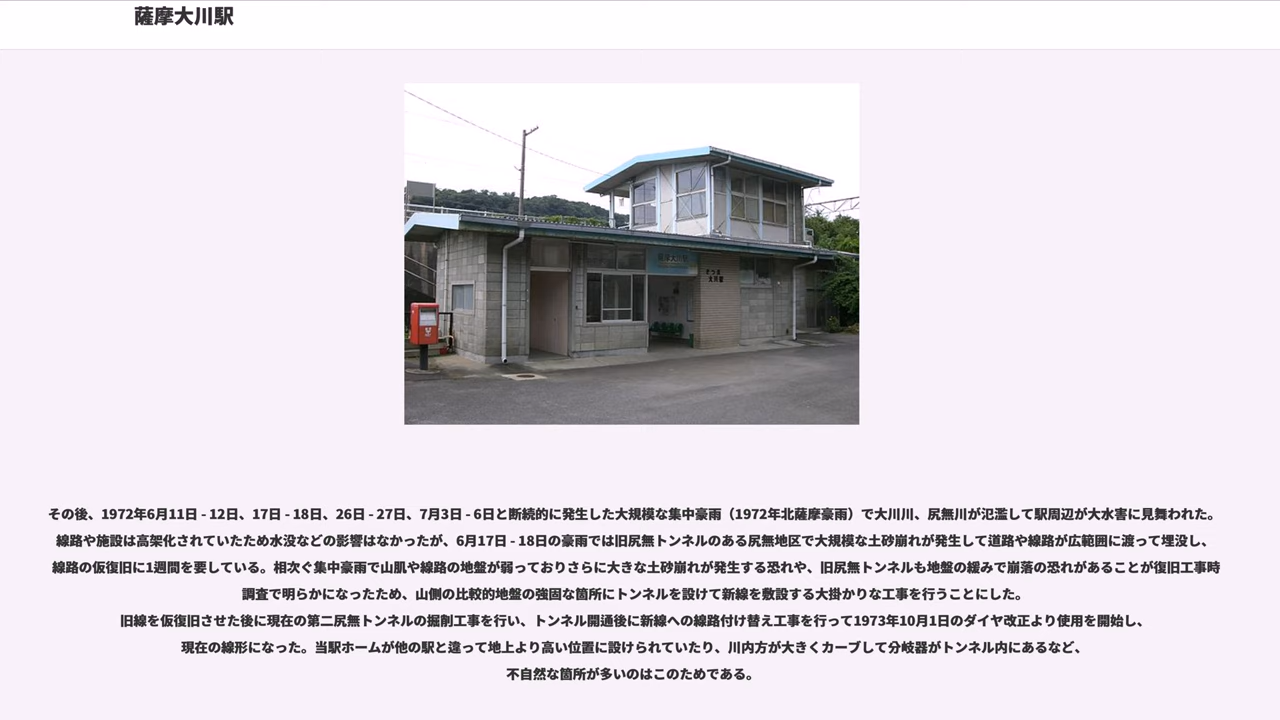 薩摩大川駅
薩摩大川駅
さつま
大川駅
その後、1972年6月11日 - 12日、17日 - 18日、26日 - 27日、7月3日 - 6日と断続的に発生した大規模な集中豪雨（1972年北薩摩豪雨）で大川川、尻無川が氾濫して駅周辺が大水害に見舞われた。
線路や施設は高架化されていたため水没などの影響はなかったが、6月17日 - 18日の豪雨では旧尻無トンネルのある尻無地区で大規模な土砂崩れが発生して道路や線路が広範囲に渡って埋没し、
線路の仮復旧に1週間を要している。相次ぐ集中豪雨で山肌や線路の地盤が弱っておりさらに大きな土砂崩れが発生する恐れや、旧尻無トンネルも地盤の緩みで崩落の恐れがあることが復旧工事時
調査で明らかになったため、山側の比較的地盤の強固な箇所にトンネルを設けて新線を敷設する大掛かりな工事を行うことにした。
旧線を仮復旧させた後に現在の第二尻無トンネルの掘削工事を行い、トンネル開通後に新線への線路付け替え工事を行って1973年10月1日のダイヤ改正より使用を開始し、
現在の線形になった。当駅ホームが他の駅と違って地上より高い位置に設けられていたり、川内方が大きくカーブして分岐器がトンネル内にあるなど、
不自然な箇所が多いのはこのためである。